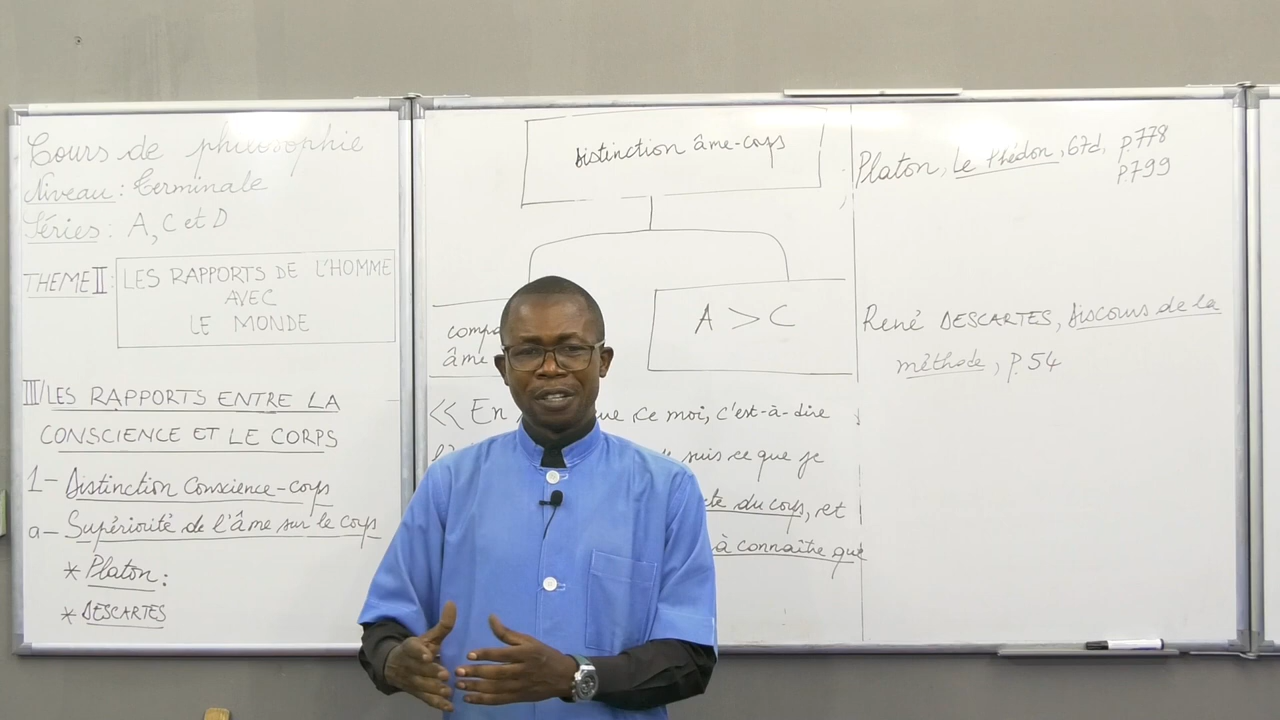 Cours de philosophie
Niveau : Terminale
Séries : A, C et D
THEME II :
LES RAPPORTS DE L'HOMME
AVEC
LE MONDE
III/ LES RAPPORTS ENTRE LA
CONSCIENCE ET LE CORPS
1- Distinction Conscience-corps
a- Supériorité de l'âme sur le corps
* Platon :
* DESCARTES
Distinction âme-corps
âme
A > C
<< En que ce moi, c'est-à-dire
suis ce que je
du corps, et
à connaître que
Platon, Le Phédon, 67d, p.778
p.799
René DESCARTES, Discours de la
méthode, p.54